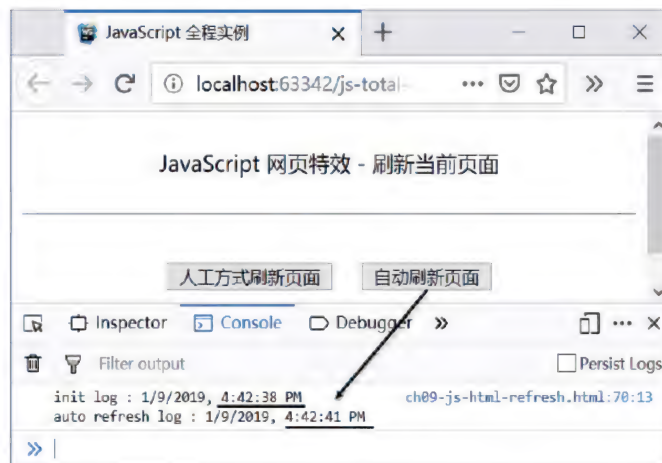 JavaScript 全程实例
localhost:63342/js-total-
JavaScript 网页特效 - 刷新当前页面
人工方式刷新页面 自动刷新页面
Inspector Console Debugger
Filter output Persist Logs
init log : 1/9/2019, 4:42:38 PM ch09-js-html-refresh.html:70:13
auto refresh log : 1/9/2019, 4:42:41 PM